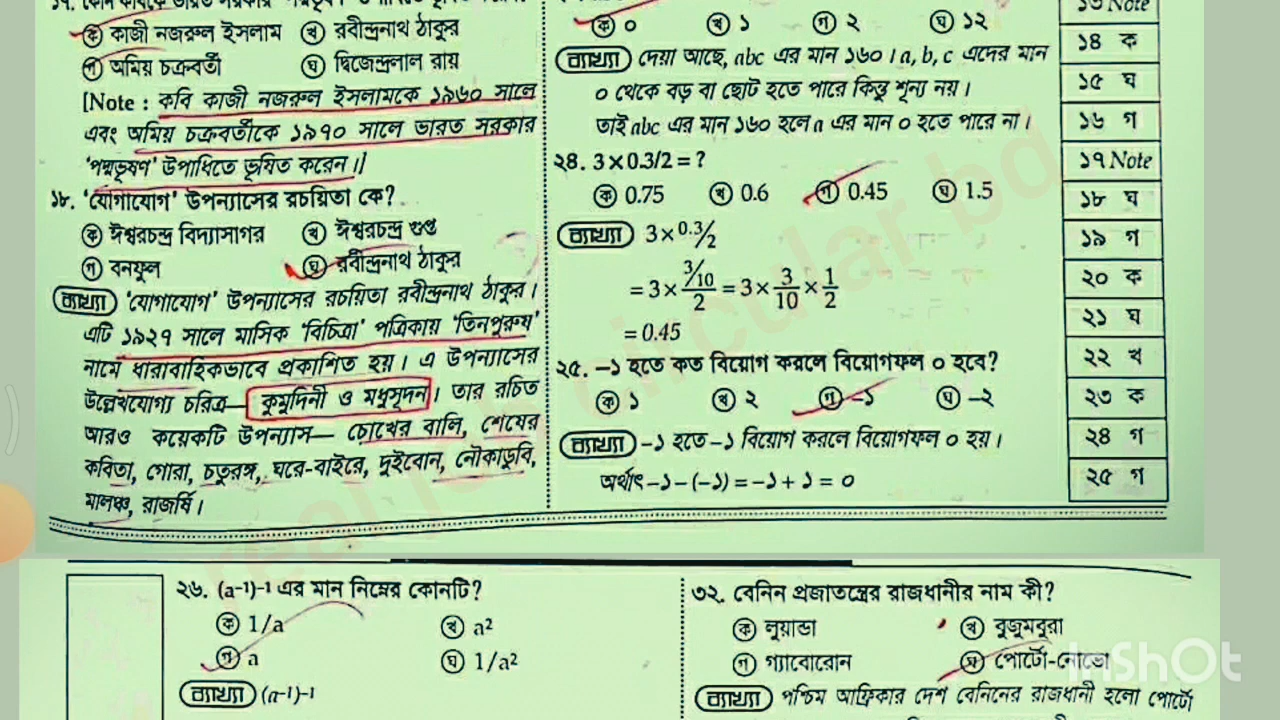 ক কাজী নজরুল ইসলাম খ রবীন্দ্রনাথ ঠাকুর
গ অমিয় চক্রবর্তী ঘ দ্বিজেন্দ্রলাল রায়
[Note : কবি কাজী নজরুল ইসলামকে ১৯৬০ সালে
এবং অমিয় চক্রবর্তীকে ১৯৭০ সালে ভারত সরকার
‘পদ্মভূষণ’ উপাধিতে ভূষিত করেন।]
১৮. ‘যোগাযোগ’ উপন্যাসের রচয়িতা কে?
ক ঈশ্বরচন্দ্র বিদ্যাসাগর খ ঈশ্বরচন্দ্র গুপ্ত
গ বনফুল ঘ রবীন্দ্রনাথ ঠাকুর
ব্যাখ্যা ‘যোগাযোগ’ উপন্যাসের রচয়িতা রবীন্দ্রনাথ ঠাকুর।
এটি ১৯২৭ সালে মাসিক ‘বিচিত্রা’ পত্রিকায় ‘তিনপুরুষ’
নামে ধারাবাহিকভাবে প্রকাশিত হয়। এ উপন্যাসের
উল্লেখযোগ্য চরিত্র— কুমুদিনী ও মধুসূদন। তার রচিত
আরও কয়েকটি উপন্যাস— চোখের বালি, শেষের
কবিতা, গোরা, চতুরঙ্গ, ঘরে-বাইরে, দুইবোন, নৌকাডুবি,
মালঞ্চ, রাজর্ষি।
ক ০ খ ১ গ ২ ঘ ১২
ব্যাখ্যা দেয়া আছে, abc এর মান ১৬০। a, b, c এদের মান
০ থেকে বড় বা ছোট হতে পারে কিন্তু শূন্য নয়।
তাই abc এর মান ১৬০ হলে a এর মান ০ হতে পারে না।
২৪. 3×0.3/2 = ?
ক 0.75 খ 0.6 গ 0.45 ঘ 1.5
ব্যাখ্যা 3×0.3/2
= 3 × (3/10)/2 = 3 × 3/10 × 1/2
= 0.45
২৫. –১ হতে কত বিয়োগ করলে বিয়োগফল ০ হবে?
ক ১ খ ২ গ –১ ঘ –২
ব্যাখ্যা –১ হতে –১ বিয়োগ করলে বিয়োগফল ০ হয়।
অর্থাৎ –১ – (–১) = –১ + ১ = ০
১৩ Note
১৪ ক
১৫ ঘ
১৬ গ
১৭ Note
১৮ ঘ
১৯ গ
২০ ক
২১ ঘ
২২ খ
২৩ ক
২৪ গ
২৫ গ
real job circular bd
২৬. (a⁻¹)⁻¹ এর মান নিম্নের কোনটি?
ক 1/a খ a²
গ a ঘ 1/a²
ব্যাখ্যা (a⁻¹)⁻¹
৩২. বেনিন প্রজাতন্ত্রের রাজধানীর নাম কী?
ক লুয়ান্ডা খ বুজুমবুরা
গ গ্যাবোরোন ঘ পোর্টো-নোভো
ব্যাখ্যা পশ্চিম আফ্রিকার দেশ বেনিনের রাজধানী হলো পোর্টো
InShOt